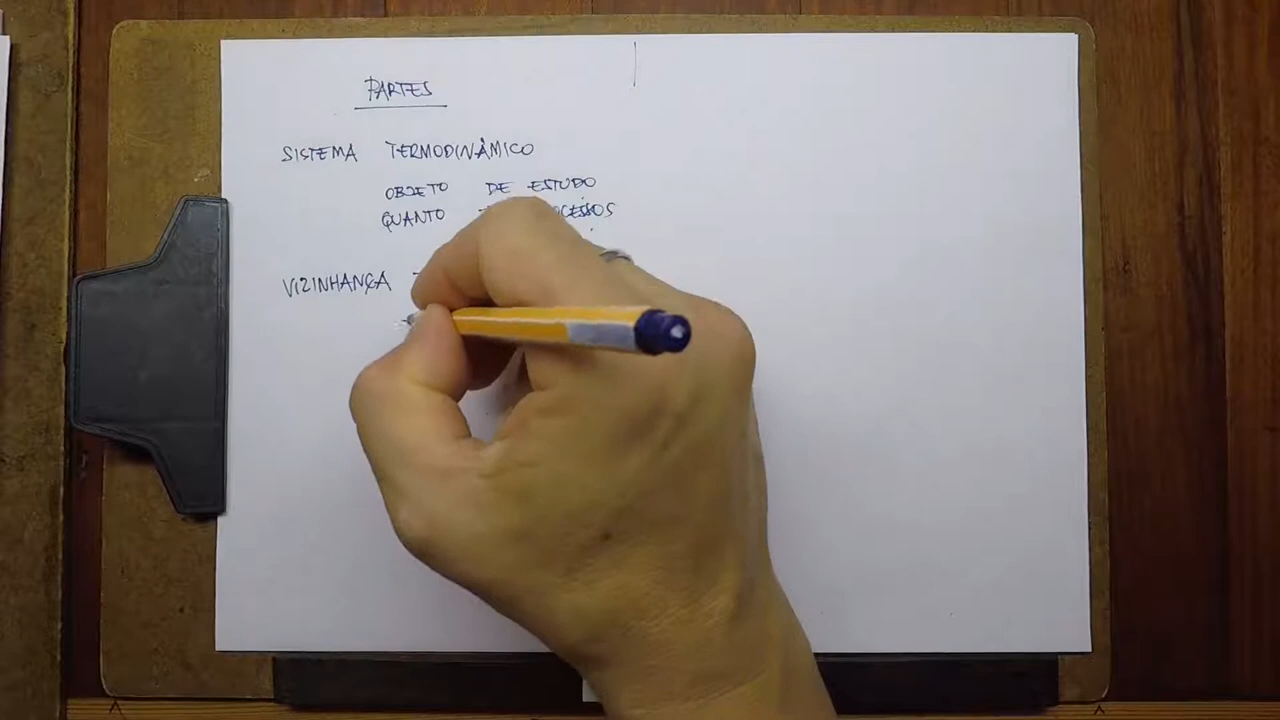 PARTES
SISTEMA TERMODINÂMICO
OBJETO DE ESTUDO
QUANTO
VIZINHANÇA